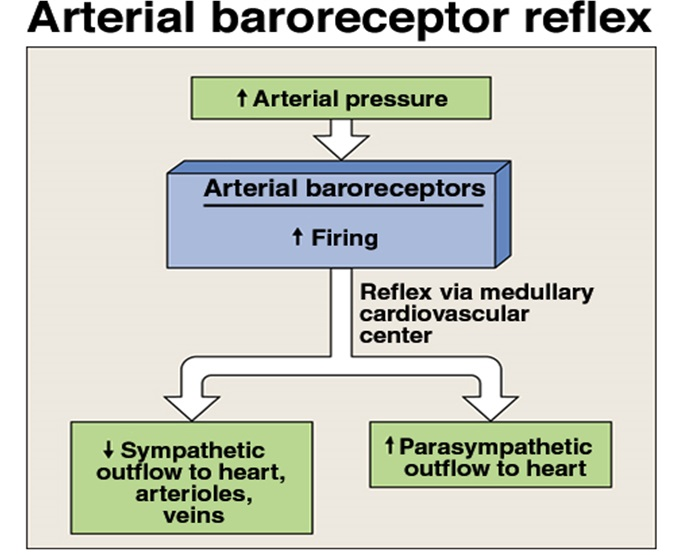 Arterial baroreceptor reflex
↑ Arterial pressure
Arterial baroreceptors
↑ Firing
Reflex via medullary
cardiovascular
center
↓ Sympathetic
outflow to heart,
arterioles,
veins
↑ Parasympathetic
outflow to heart